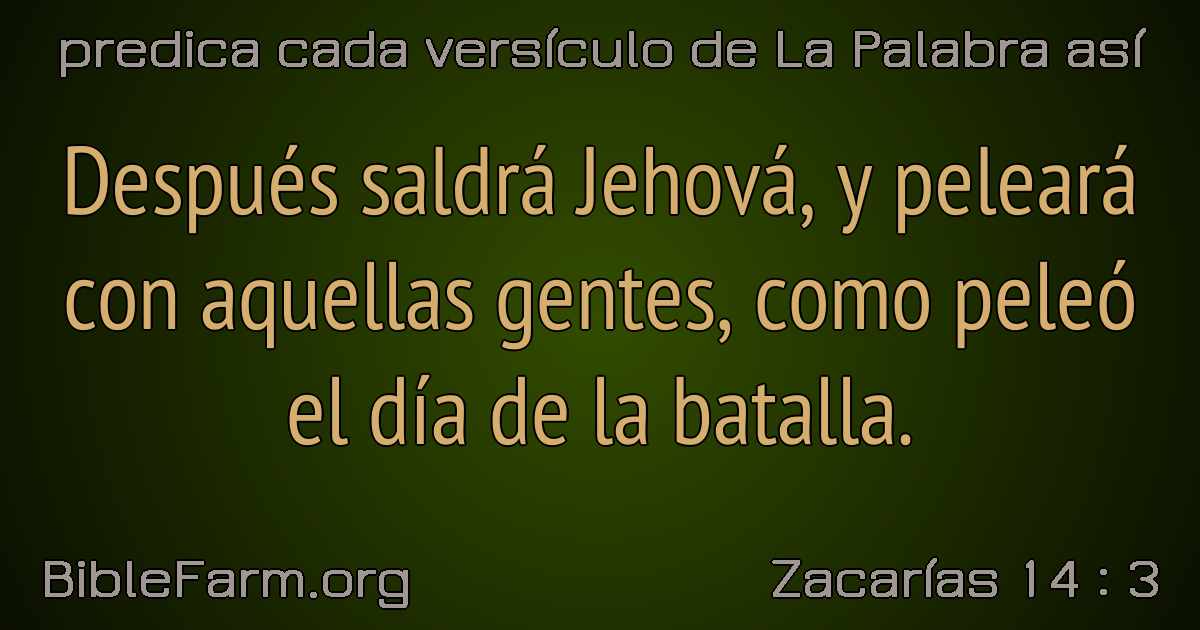 predica cada versículo de La Palabra así
Después saldrá Jehová, y peleará
con aquellas gentes, como peleó
el día de la batalla.
BibleFarm.org
Zacarías 14 : 3